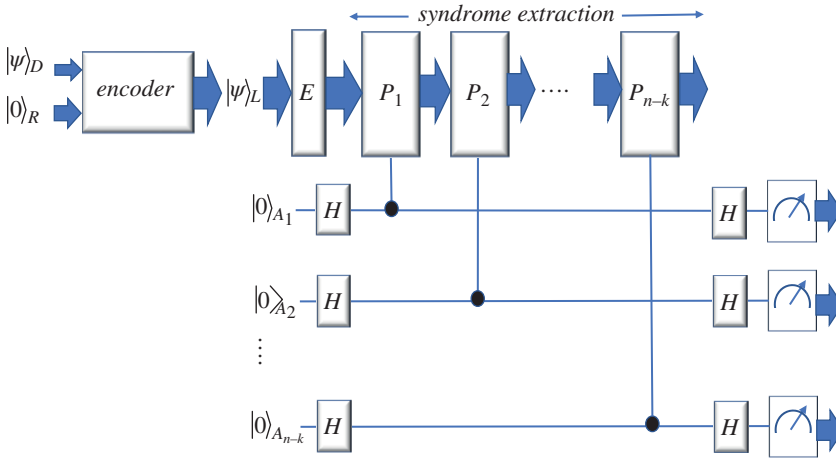 syndrome extraction
|ψ⟩D
|0⟩R
encoder
|ψ⟩L
E
P1
P2
....
Pn–k
|0⟩A1
H
H
|0⟩A2
H
H
......
|0⟩An–k
H
H